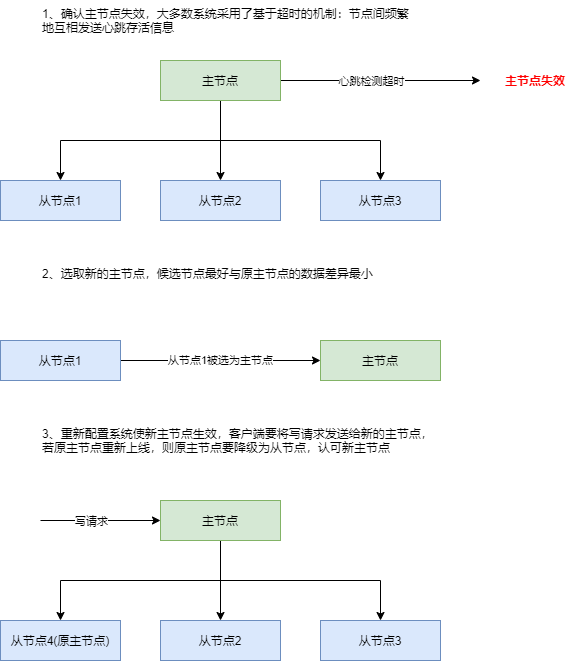 1、确认主节点失效，大多数系统采用了基于超时的机制：节点间频繁
地互相发送心跳存活信息
主节点
心跳检测超时
主节点失效
从节点1
从节点2
从节点3
2、选取新的主节点，候选节点最好与原主节点的数据差异最小
从节点1
从节点1被选为主节点
主节点
3、重新配置系统使新主节点生效，客户端要将写请求发送给新的主节点，
若原主节点重新上线，则原主节点要降级为从节点，认可新主节点
写请求
主节点
从节点4(原主节点)
从节点2
从节点3